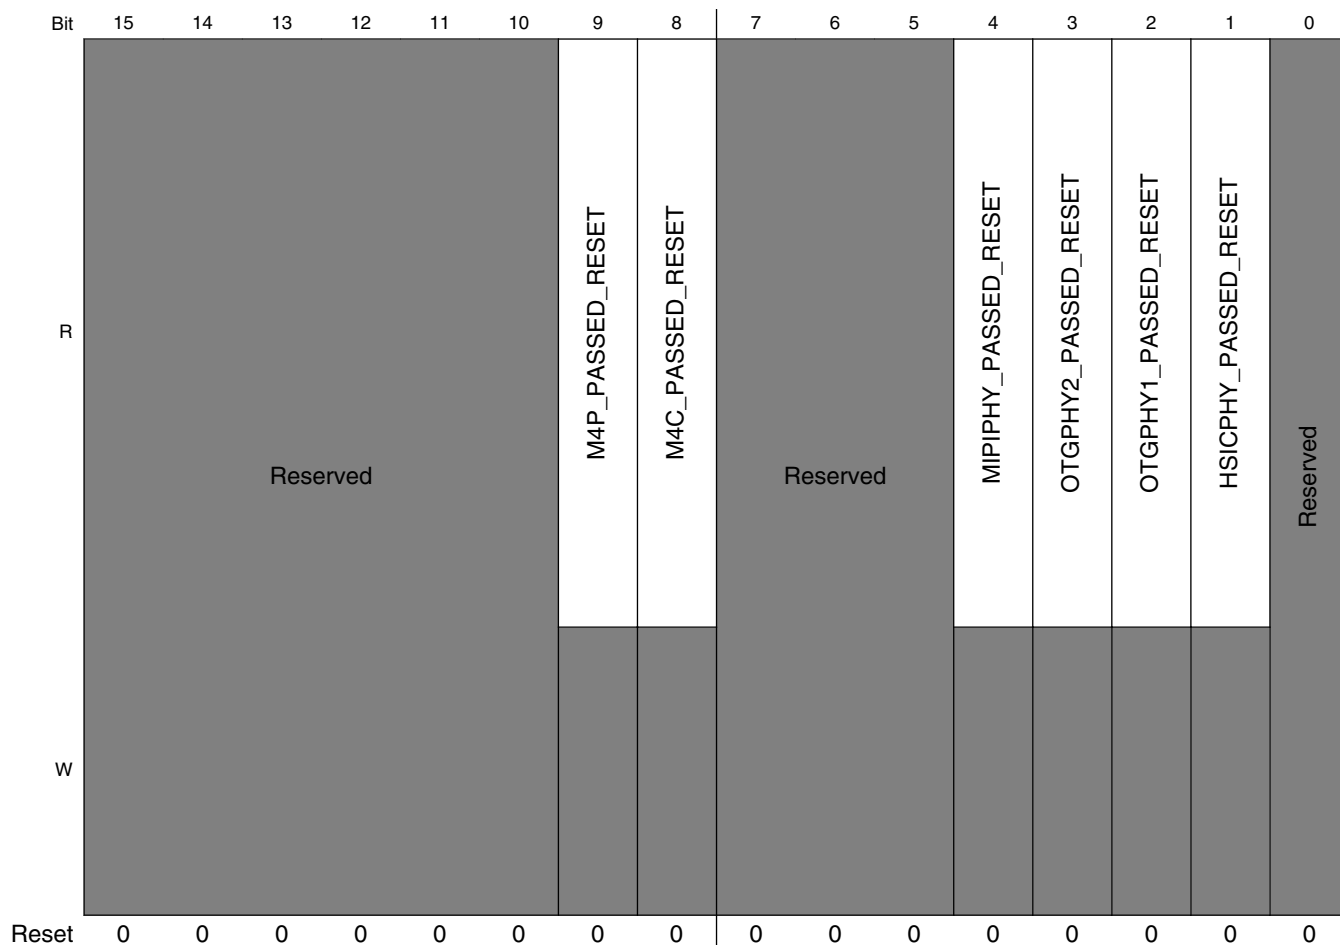 Bit 15 14 13 12 11 10 9 8 7 6 5 4 3 2 1 0
R
Reserved
M4P_PASSED_RESET
M4C_PASSED_RESET
Reserved
MIPIPHY_PASSED_RESET
OTGPHY2_PASSED_RESET
OTGPHY1_PASSED_RESET
HSICPHY_PASSED_RESET
Reserved
W
Reset 0 0 0 0 0 0 0 0 0 0 0 0 0 0 0 0